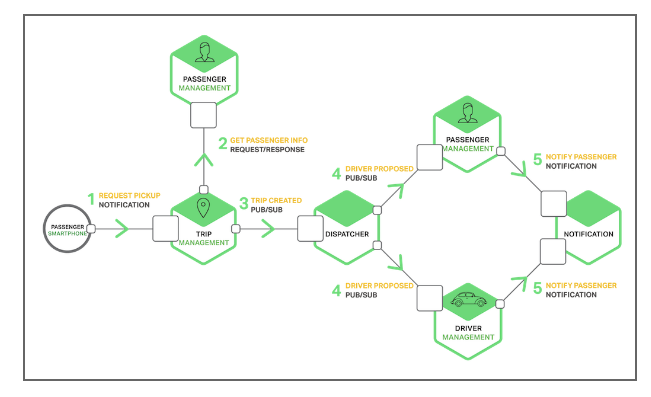 PASSENGER
MANAGEMENT
2 GET PASSENGER INFO
REQUEST/RESPONSE
1 REQUEST PICKUP
NOTIFICATION
PASSENGER
SMARTPHONE
TRIP
MANAGEMENT
3 TRIP CREATED
PUB/SUB
DISPATCHER
4 DRIVER PROPOSED
PUB/SUB
PASSENGER
MANAGEMENT
5 NOTIFY PASSENGER
NOTIFICATION
NOTIFICATION
4 DRIVER PROPOSED
PUB/SUB
DRIVER
MANAGEMENT
5 NOTIFY PASSENGER
NOTIFICATION